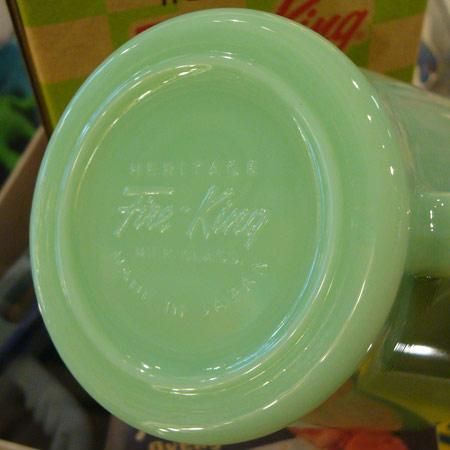 King
HERITAGE
Fire-King
MILK GLASS
MADE IN JAPAN